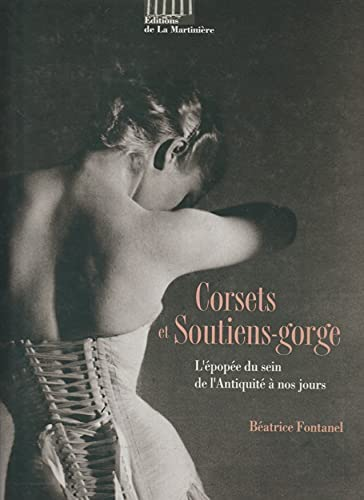 Éditions
de La Martinière
Corsets
et Soutiens-gorge
L'épopée du sein
de l'Antiquité à nos jours
Béatrice Fontanel